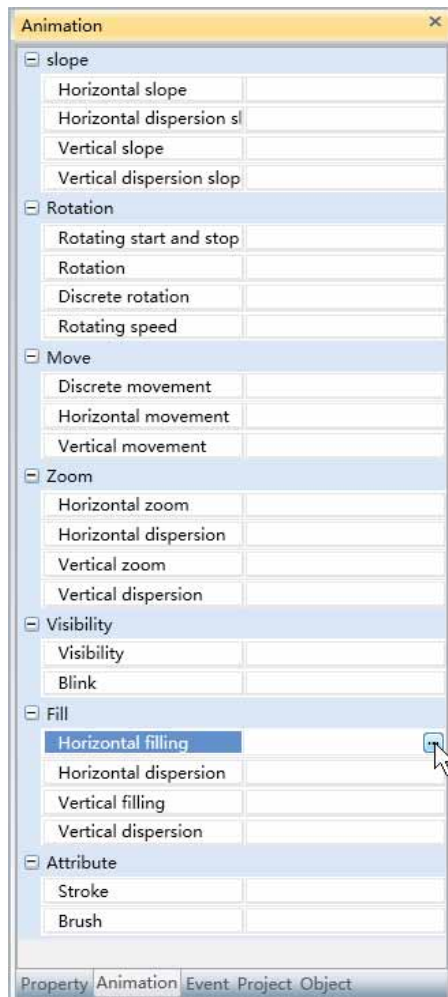 Animation
slope
Horizontal slope
Horizontal dispersion sl
Vertical slope
Vertical dispersion slop
Rotation
Rotating start and stop
Rotation
Discrete rotation
Rotating speed
Move
Discrete movement
Horizontal movement
Vertical movement
Zoom
Horizontal zoom
Horizontal dispersion
Vertical zoom
Vertical dispersion
Visibility
Visibility
Blink
Fill
Horizontal filling
Horizontal dispersion
Vertical filling
Vertical dispersion
Attribute
Stroke
Brush
Property Animation Event Project Object